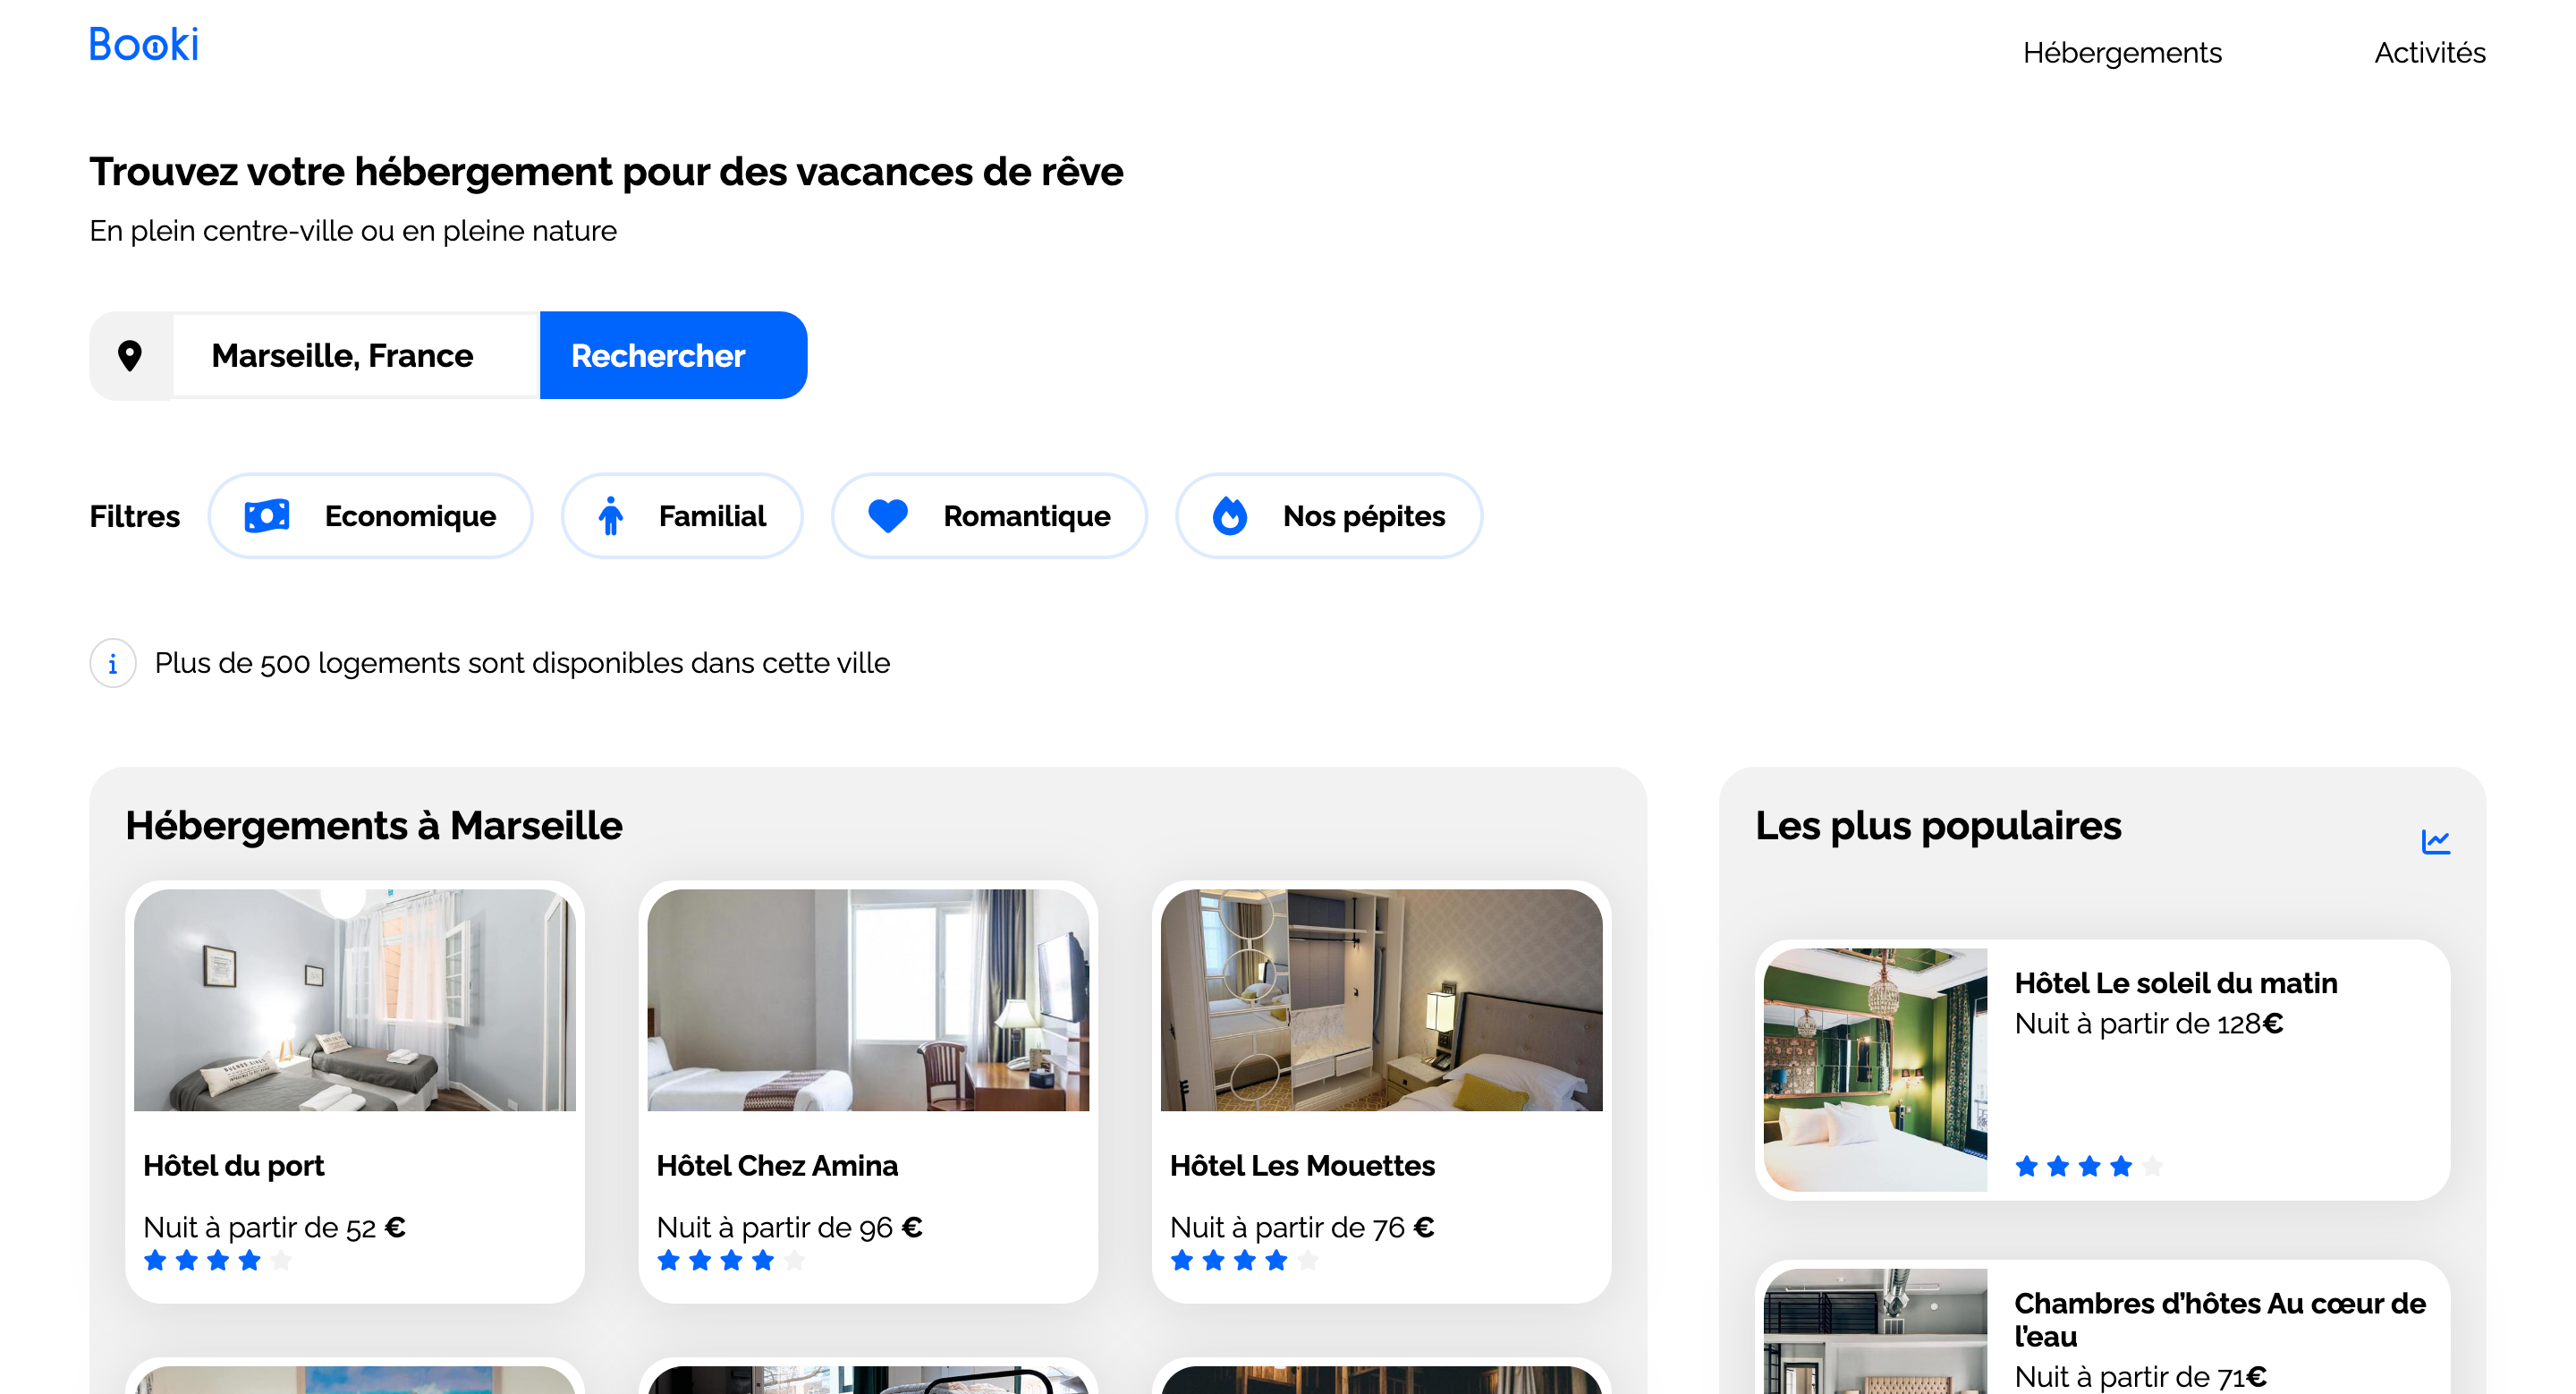 Booki
Hébergements
Activités
Trouvez votre hébergement pour des vacances de rêve
En plein centre-ville ou en pleine nature
Marseille, France
Rechercher
Filtres
Economique
Familial
Romantique
Nos pépites
Plus de 500 logements sont disponibles dans cette ville
Hébergements à Marseille
Hôtel du port
Nuit à partir de 52 €
Hôtel Chez Amina
Nuit à partir de 96 €
Hôtel Les Mouettes
Nuit à partir de 76 €
Les plus populaires
Hôtel Le soleil du matin
Nuit à partir de 128€
Chambres d’hôtes Au cœur de
l’eau
Nuit à partir de 71€